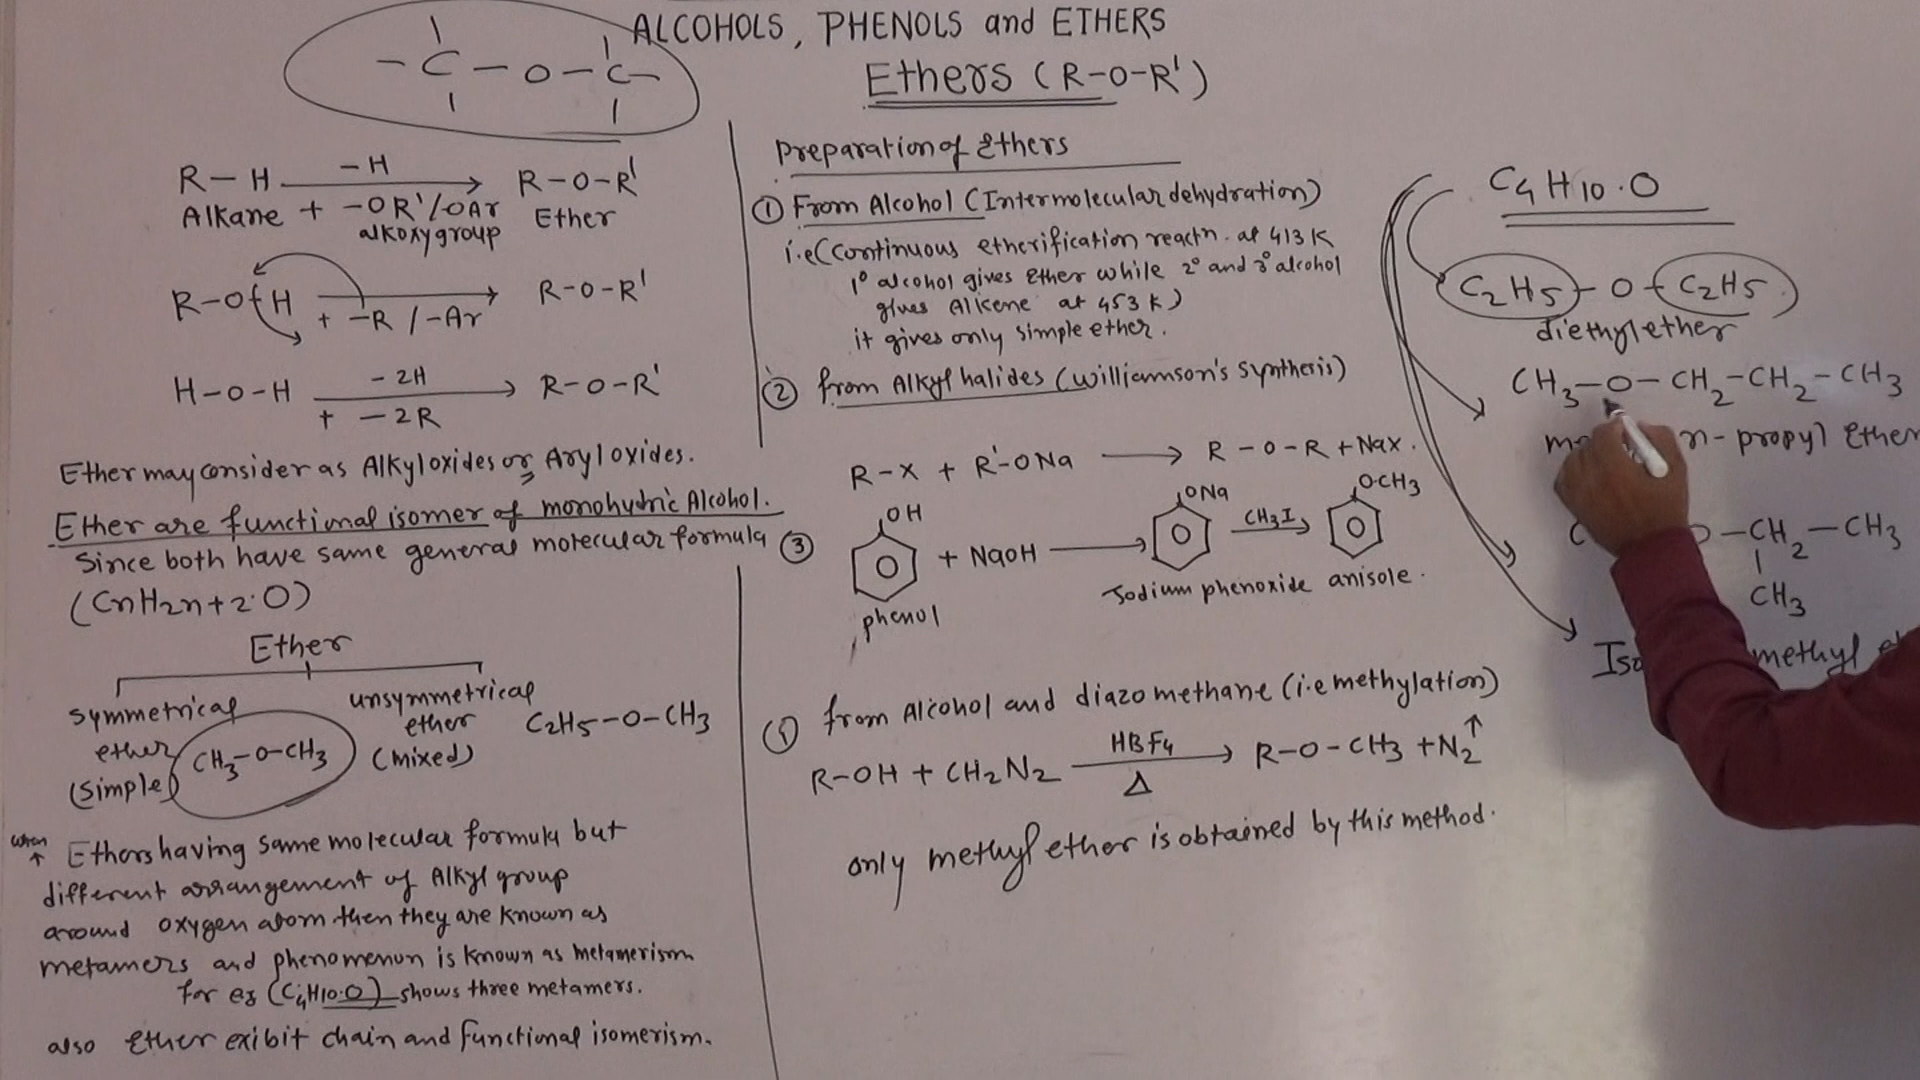 ALCOHOLS, PHENOLS and ETHERS
Ethers (R-O-R')
- C - O - C -
R - H - H → R-O-R'
Alkane + -OR'/-OAr Ether
alkoxy group
R-O-H + -R /-Ar → R-O-R'
H-O-H - 2H → R-O-R'
+ - 2R
Ether may consider as Alkyloxides or Aryloxides.
Ether are functional isomer of monohydric Alcohol.
Since both have same general molecular formula
(CnH2n+2·O)
Ether
symmetrical
ether
(simple)
CH3-O-CH3
unsymmetrical
ether
(mixed)
C2H5-O-CH3
when
↑ Ethers having same molecular formula but
different arrangement of Alkyl group
around oxygen atom then they are known as
metamers and phenomenon is known as metamerism
for eg (C4H10·O) shows three metamers.
also ether exibit chain and functional isomerism.
Preparation of Ethers
① From Alcohol (Intermolecular dehydration)
i.e (continuous etherification reactn. at 413 K
1° alcohol gives ether while 2° and 3° alcohol
gives Alkene at 453 K)
it gives only simple ether.
② from Alkyl halides (williamson's synthesis)
R-X + R'-ONa → R-O-R + Nax.
③ OH + NaOH → ONa CH3I → O-CH3
phenol
Sodium phenoxide anisole.
from Alcohol and diazomethane (i.e methylation)
R-OH + CH2N2 HBF4 → R-O-CH3 + N2 ↑
Δ
only methyl ether is obtained by this method.
C4H10·O
C2H5 - O - C2H5
diethylether
CH3-O-CH2-CH2-CH3
n-propyl Ether
-CH2-CH3
CH3
methyl